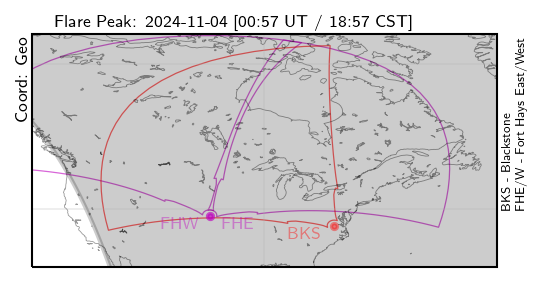 Flare Peak: 2024-11-04 [00:57 UT / 18:57 CST]
Coord: Geo
FHW
FHE
BKS
BKS - Blackstone
FHE/W - Fort Hays East/West